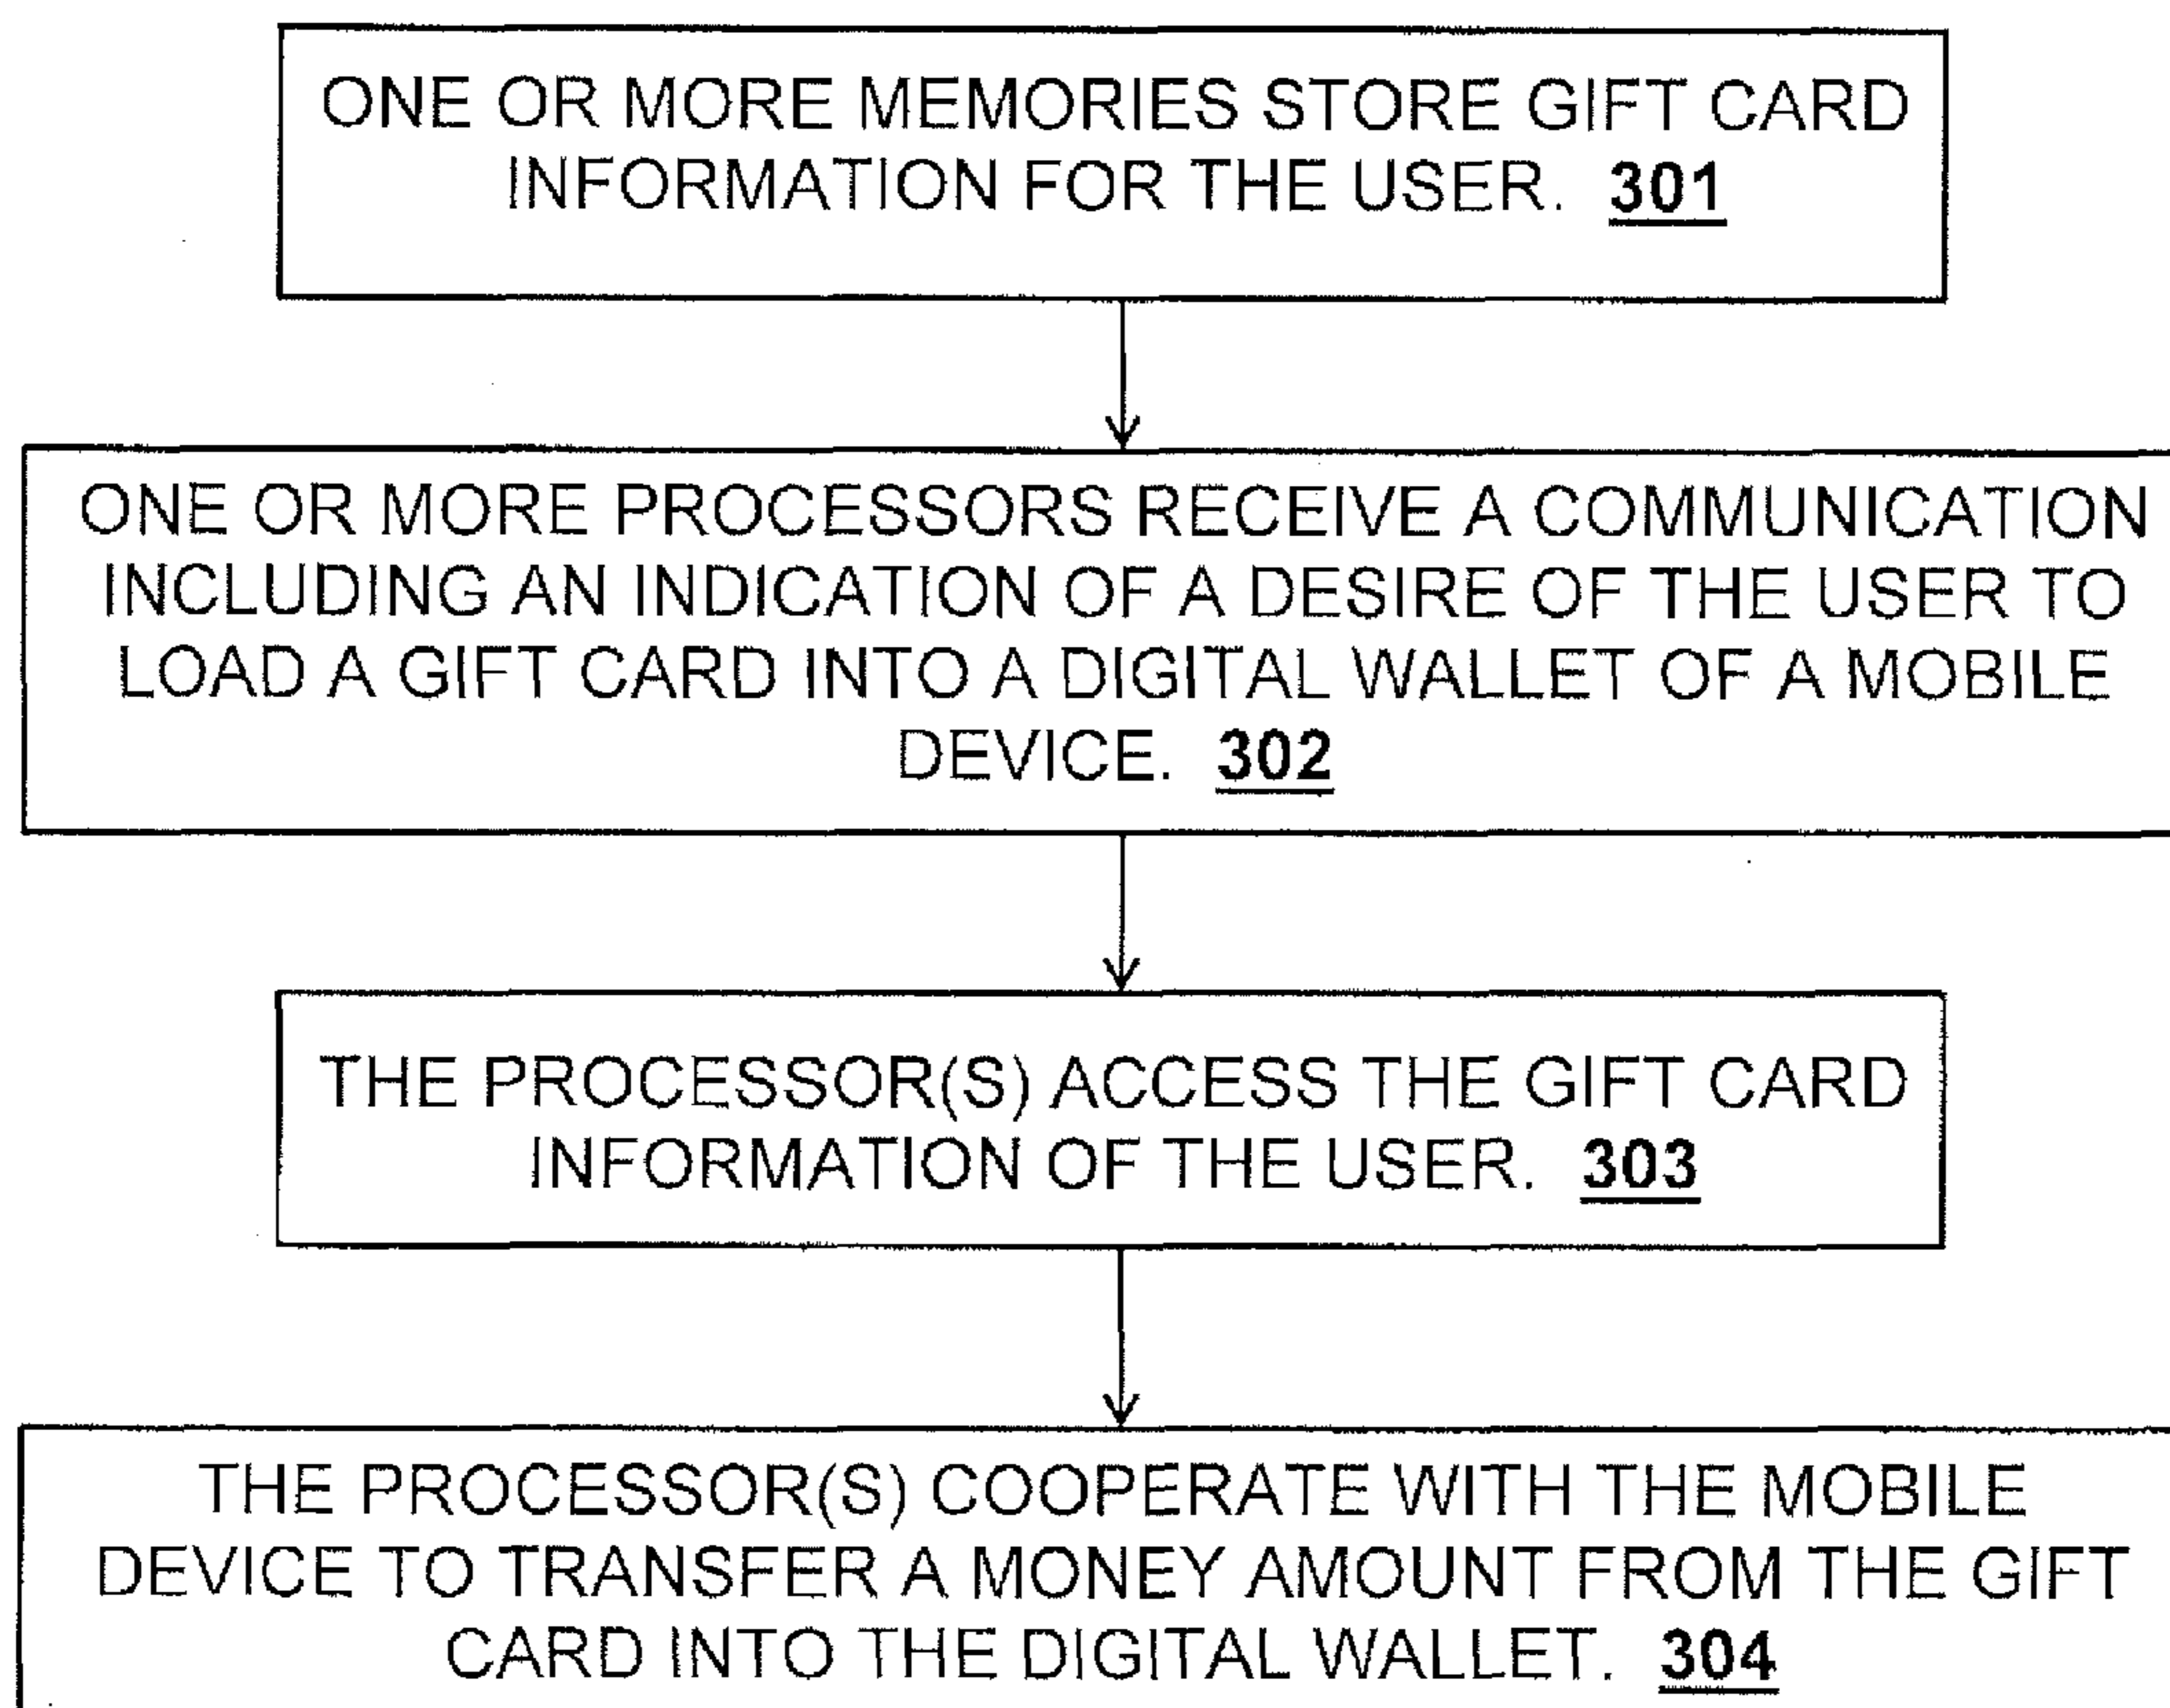 ONE OR MORE MEMORIES STORE GIFT CARD
INFORMATION FOR THE USER. 301
ONE OR MORE PROCESSORS RECEIVE A COMMUNICATION
INCLUDING AN INDICATION OF A DESIRE OF THE USER TO
LOAD A GIFT CARD INTO A DIGITAL WALLET OF A MOBILE
DEVICE. 302
THE PROCESSOR(S) ACCESS THE GIFT CARD
INFORMATION OF THE USER. 303
THE PROCESSOR(S) COOPERATE WITH THE MOBILE
DEVICE TO TRANSFER A MONEY AMOUNT FROM THE GIFT
CARD INTO THE DIGITAL WALLET. 304